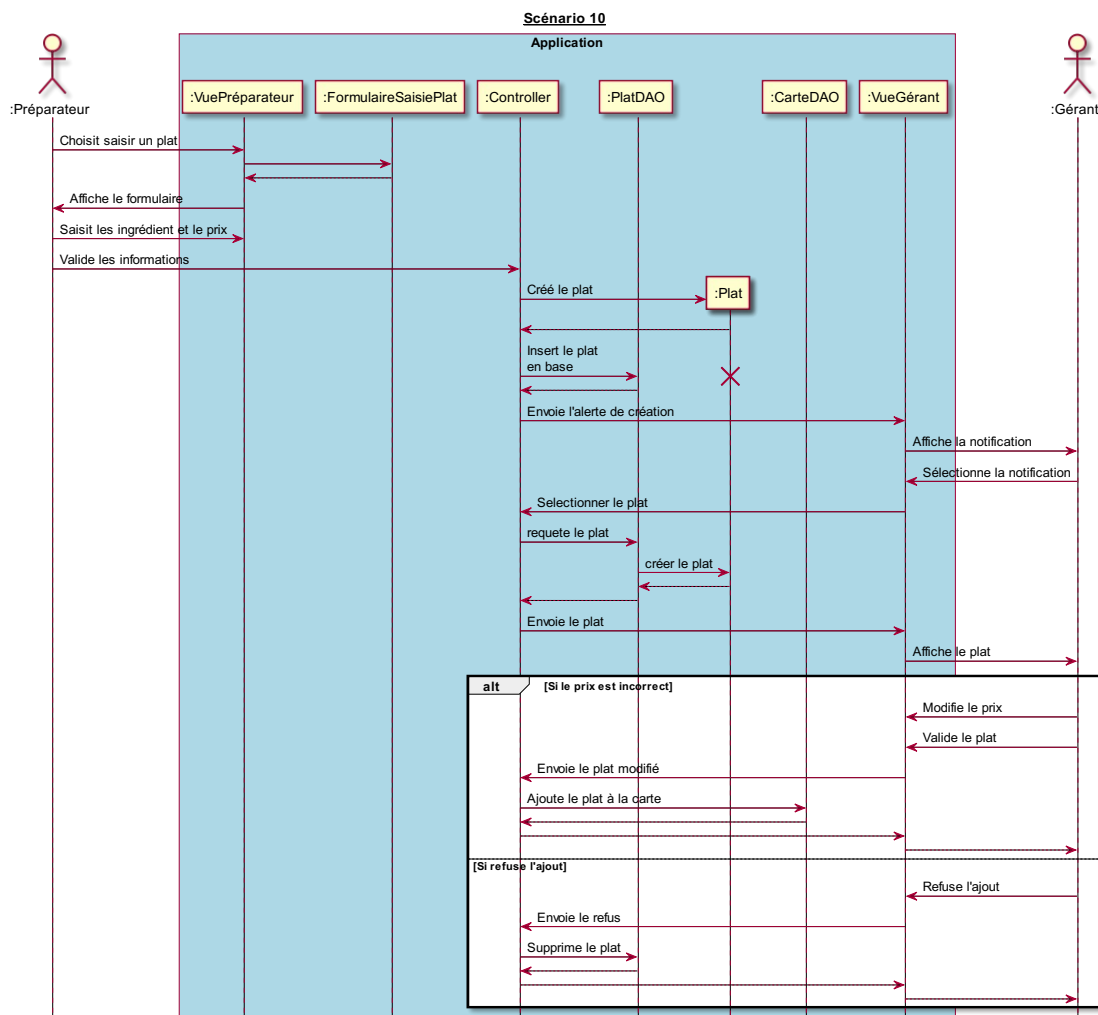 Scénario 10
Application
:Préparateur
:VuePréparateur
:FormulaireSaisiePlat
:Controller
:PlatDAO
:CarteDAO
:VueGérant
:Gérant
Choisit saisir un plat
Affiche le formulaire
Saisit les ingrédient et le prix
Valide les informations
Créé le plat
:Plat
Insert le plat
en base
Envoie l'alerte de création
Affiche la notification
Sélectionne la notification
Selectionner le plat
requete le plat
créer le plat
Envoie le plat
Affiche le plat
alt
[Si le prix est incorrect]
Modifie le prix
Valide le plat
Envoie le plat modifié
Ajoute le plat à la carte
[Si refuse l'ajout]
Refuse l'ajout
Envoie le refus
Supprime le plat